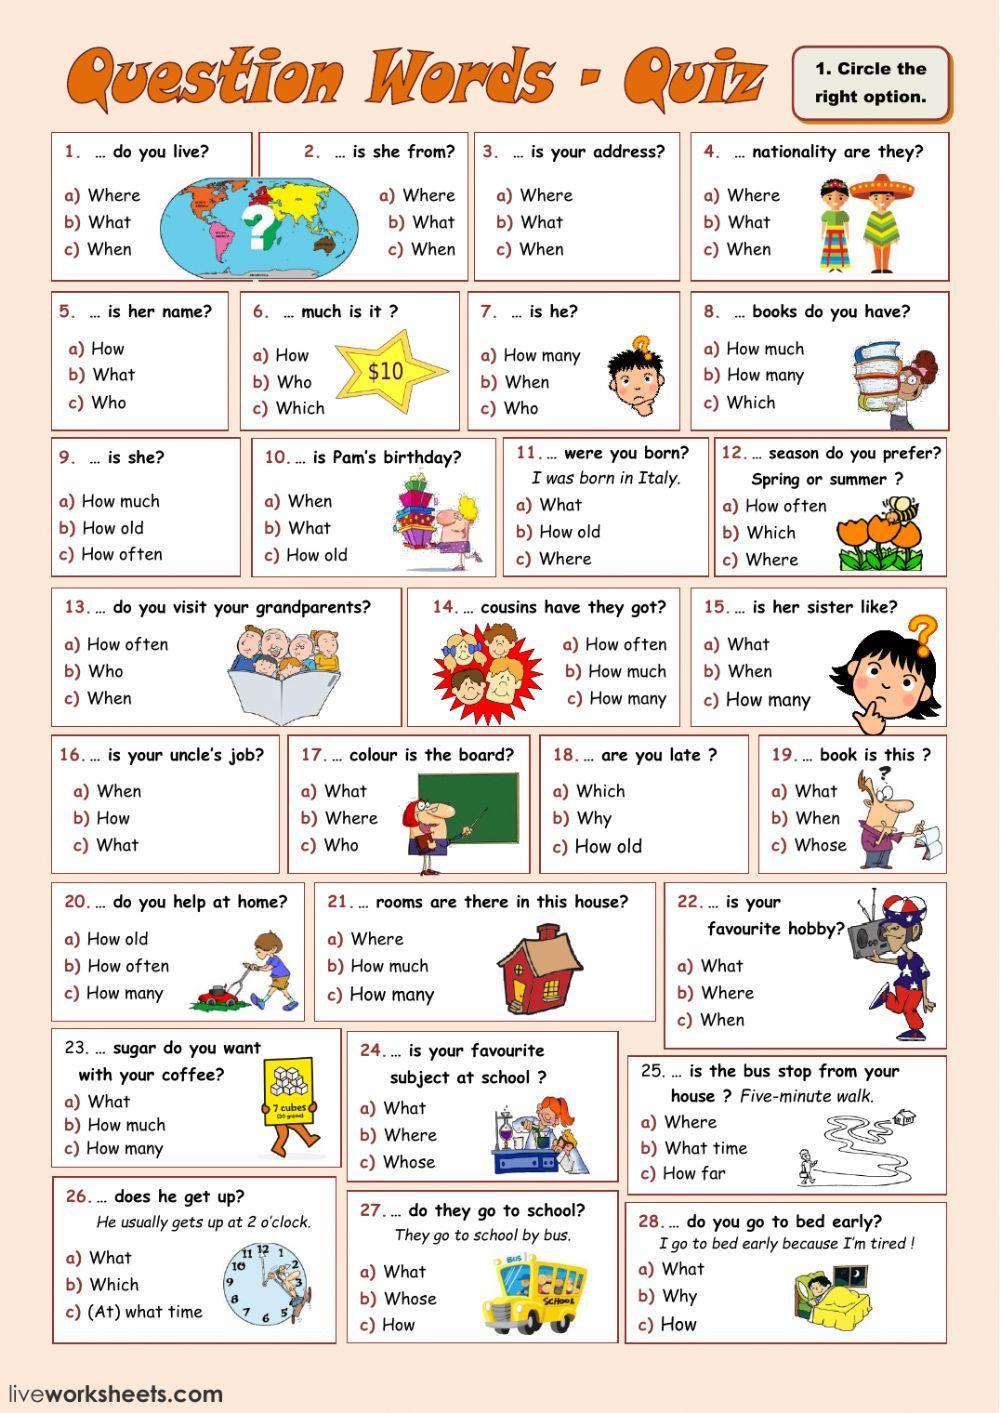 Question Words - Quiz
1. Circle the
right option.
1. ... do you live?
a) Where
b) What
c) When
2. ... is she from?
a) Where
b) What
c) When
3. ... is your address?
a) Where
b) What
c) When
4. ... nationality are they?
a) Where
b) What
c) When
5. ... is her name?
a) How
b) What
c) Who
6. ... much is it ?
a) How
b) Who
c) Which
$10
7. ... is he?
a) How many
b) When
c) Who
8. ... books do you have?
a) How much
b) How many
c) Which
9. ... is she?
a) How much
b) How old
c) How often
10. ... is Pam's birthday?
a) When
b) What
c) How old
11. ... were you born?
I was born in Italy.
a) What
b) How old
c) Where
12. ... season do you prefer?
Spring or summer ?
a) How often
b) Which
c) Where
13. ... do you visit your grandparents?
a) How often
b) Who
c) When
14. ... cousins have they got?
a) How often
b) How much
c) How many
15. ... is her sister like?
a) What
b) When
c) How many
16. ... is your uncle's job?
a) When
b) How
c) What
17. ... colour is the board?
a) What
b) Where
c) Who
18. ... are you late ?
a) Which
b) Why
c) How old
19. ... book is this ?
a) What
b) When
c) Whose
20. ... do you help at home?
a) How old
b) How often
c) How many
21. ... rooms are there in this house?
a) Where
b) How much
c) How many
22. ... is your
favourite hobby?
a) What
b) Where
c) When
23. ... sugar do you want
with your coffee?
a) What
b) How much
c) How many
7 cubes
24. ... is your favourite
subject at school ?
a) What
b) Where
c) Whose
25. ... is the bus stop from your
house ? Five-minute walk.
a) Where
b) What time
c) How far
26. ... does he get up?
He usually gets up at 2 o'clock.
a) What
b) Which
c) (At) what time
12
1
2
3
5
6
7
8
9
10
11
27. ... do they go to school?
They go to school by bus.
a) What
b) Whose
c) How
BUS
SCHOOL
28. ... do you go to bed early?
I go to bed early because I'm tired !
a) What
b) Why
c) How
liveworksheets.com